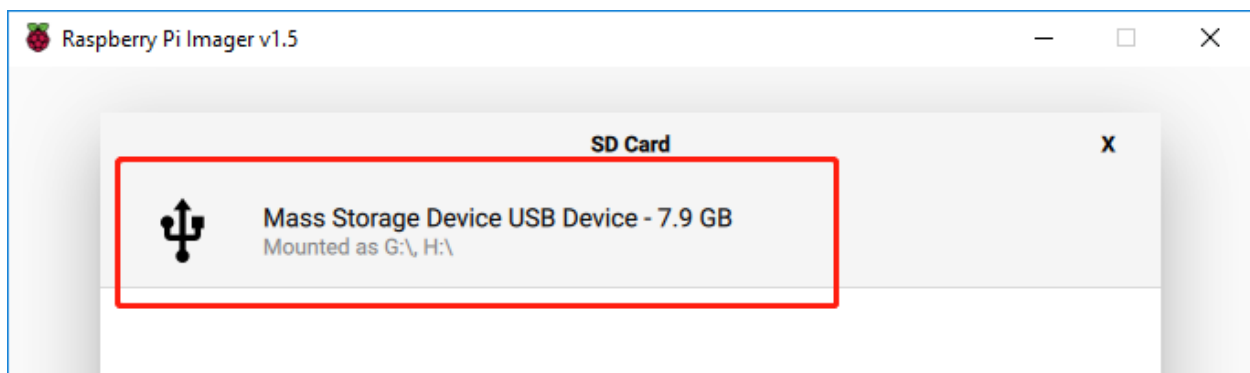 Raspberry Pi Imager v1.5
SD Card
X
Mass Storage Device USB Device - 7.9 GB
Mounted as G:\, H:\